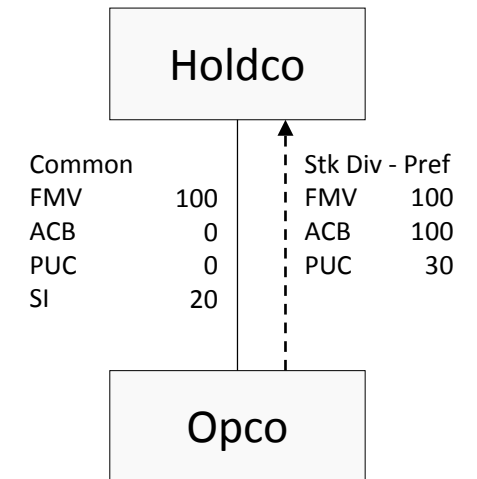 Holdco
Common
FMV 100
ACB 0
PUC 0
SI 20
Stk Div - Pref
FMV 100
ACB 100
PUC 30
Opco